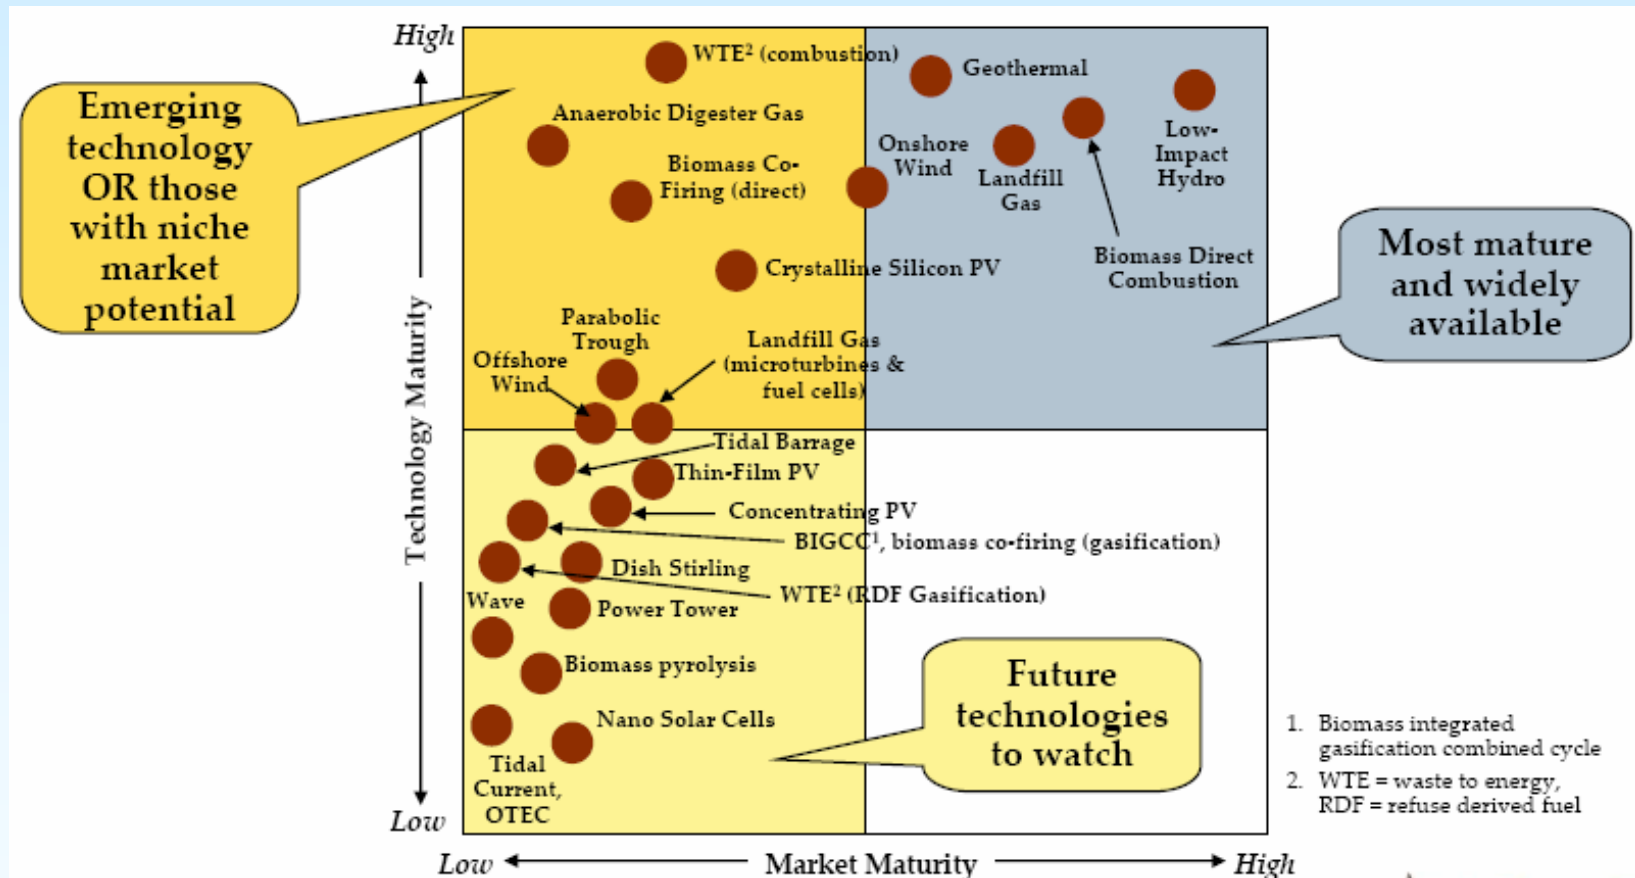 High
WTE² (combustion)
Geothermal
Emerging
technology
OR those
with niche
market
potential
Anaerobic Digester Gas
Onshore
Wind
Low-
Impact
Hydro
Biomass Co-
Firing (direct)
Landfill
Gas
Biomass Direct
Combustion
Most mature
and widely
available
Crystalline Silicon PV
Technology Maturity
Parabolic
Trough
Offshore
Wind
Landfill Gas
(microturbines &
fuel cells)
Tidal Barrage
Thin-Film PV
Concentrating PV
BIGCC¹, biomass co-firing (gasification)
Dish Stirling
WTE² (RDF Gasification)
Wave
Power Tower
Biomass pyrolysis
Future
technologies
to watch
Nano Solar Cells
Tidal
Current,
OTEC
1. Biomass integrated
gasification combined cycle
2. WTE = waste to energy,
RDF = refuse derived fuel
Low
Low
Market Maturity
High